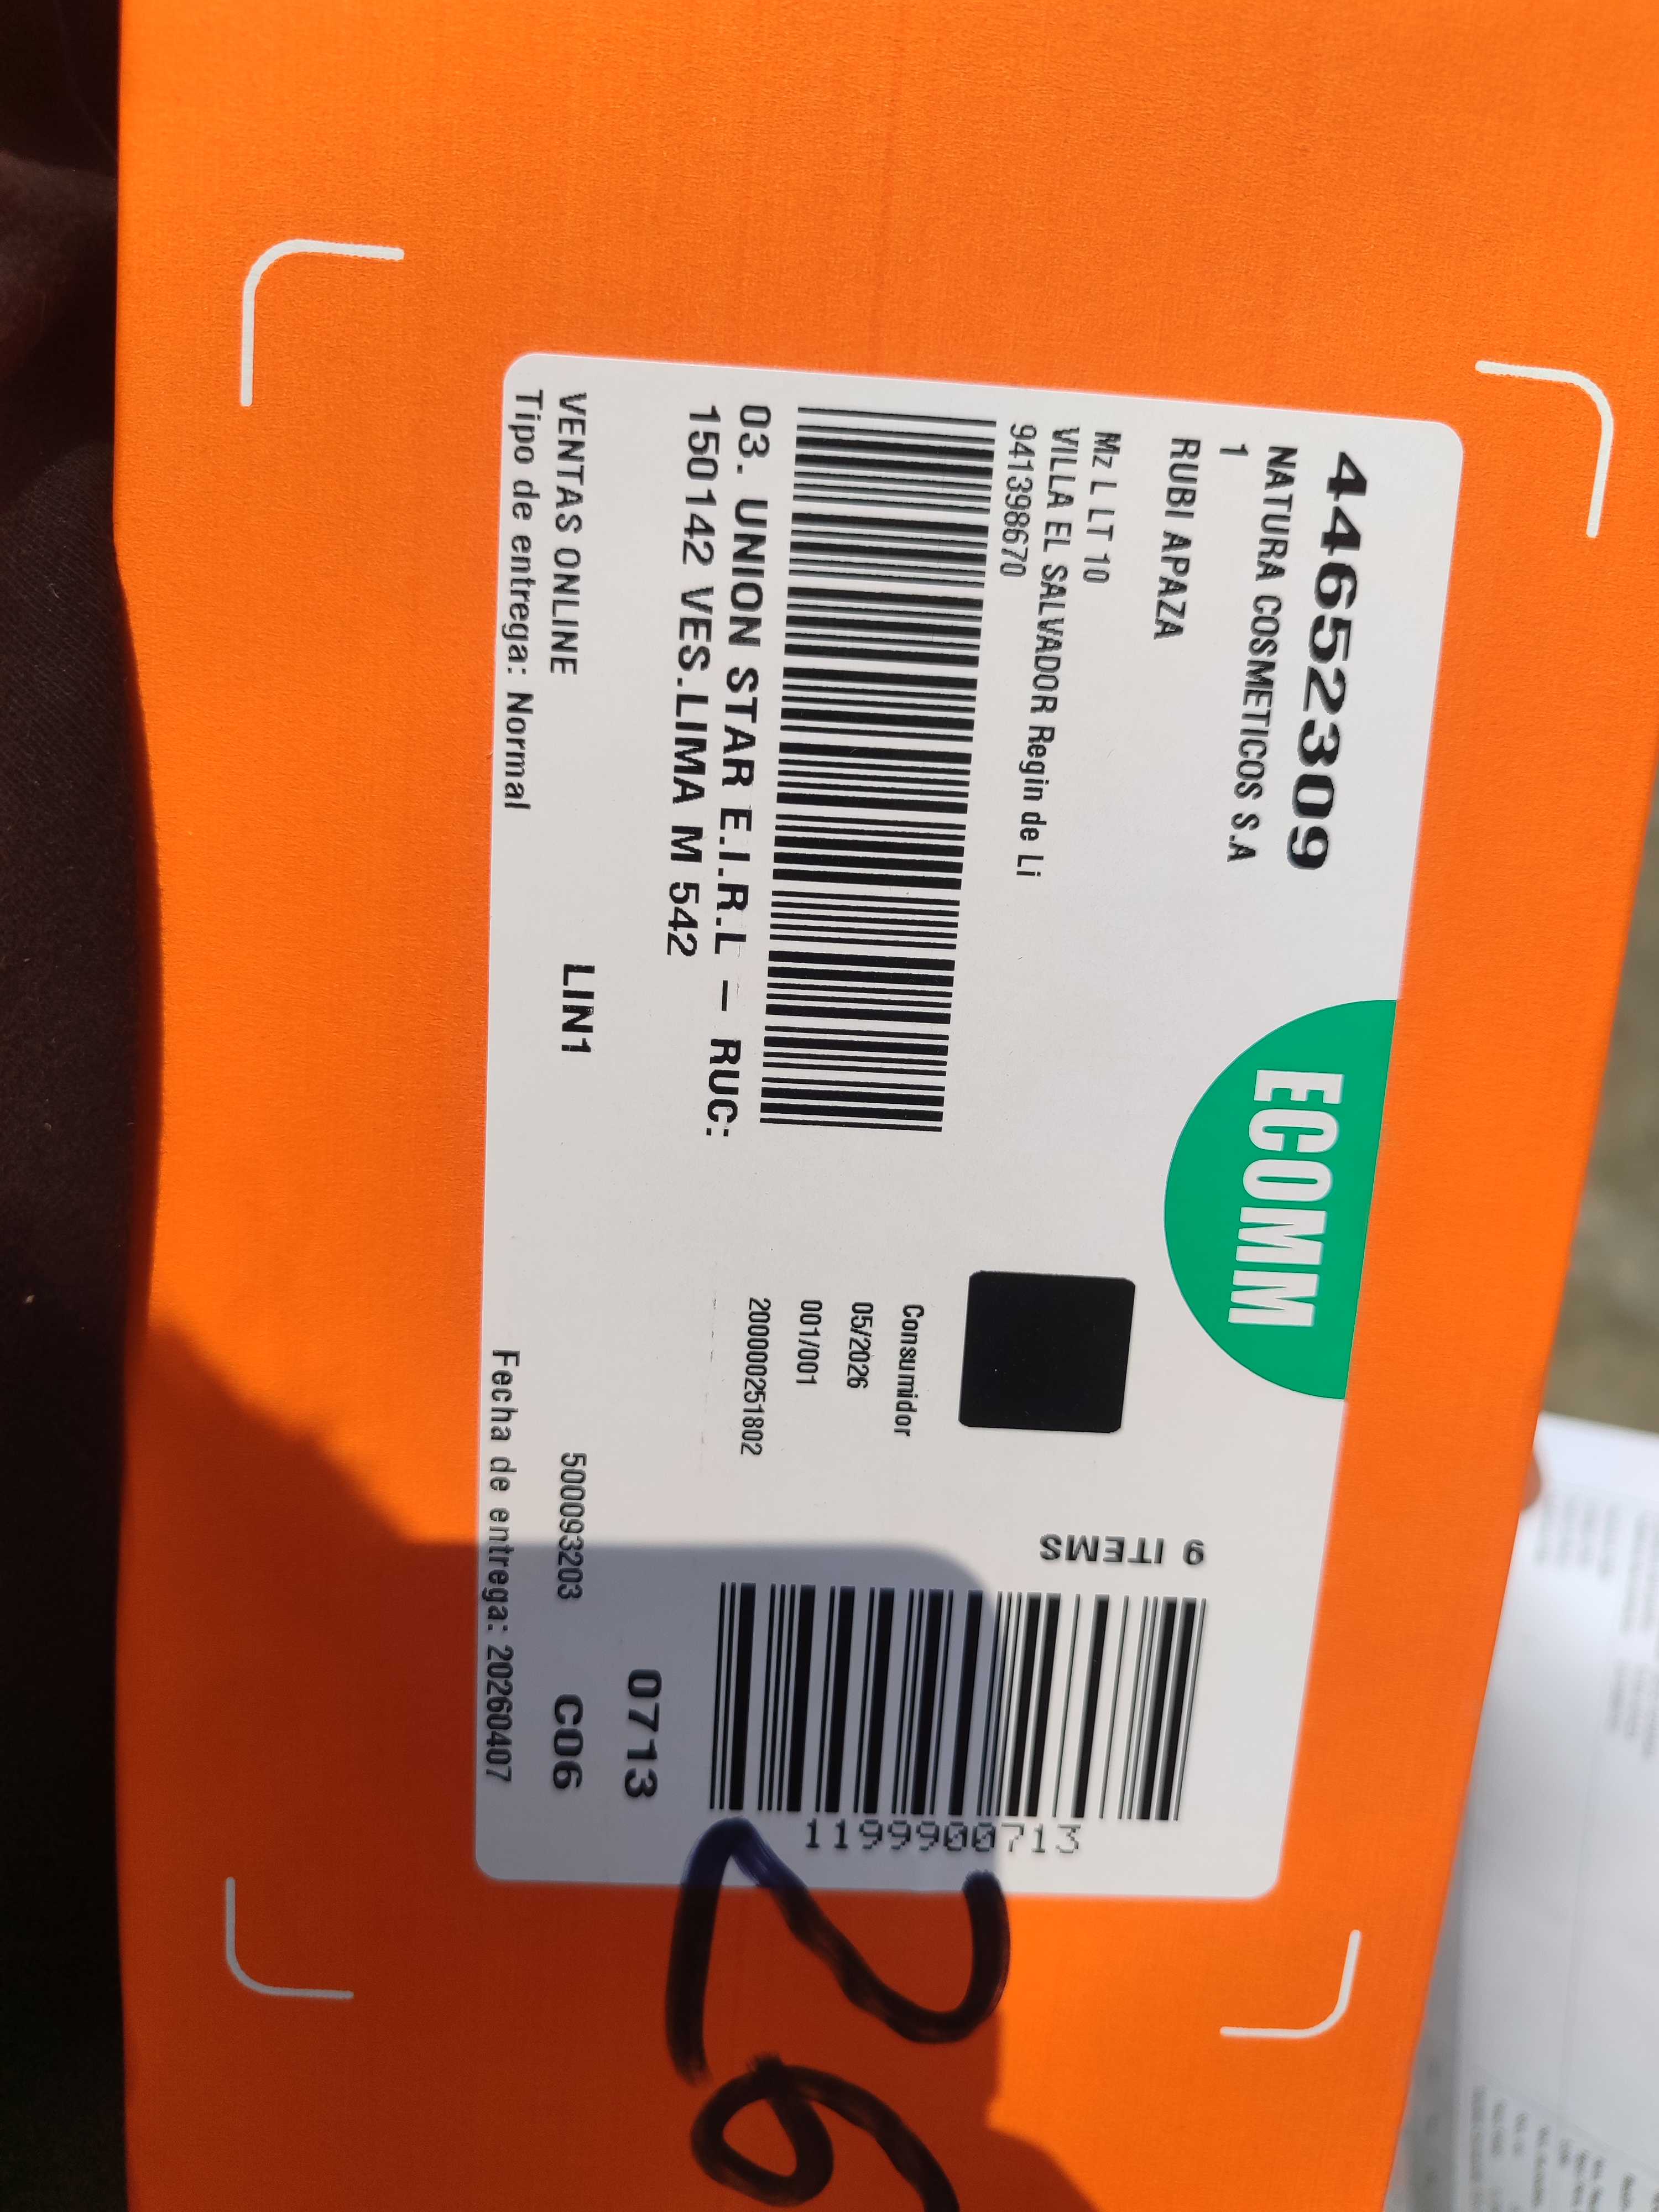 446522309
NATURA COSMETICOS S.A
1
RUBI APAZA
Mz L LT 10
VILLA EL SALVADOR Regin de Li
941398670
03. UNION STAR E.I.R.L – RUC:
150142 VES.LIMA M 542
VENTAS ONLINE
LIN1
Tipo de entrega: Normal
ECOMM
Consumidor
05/2026
001/001
200000251802
9 ITEMS
1199900713
0713
500093203
C06
Fecha de entrega: 20260407
26